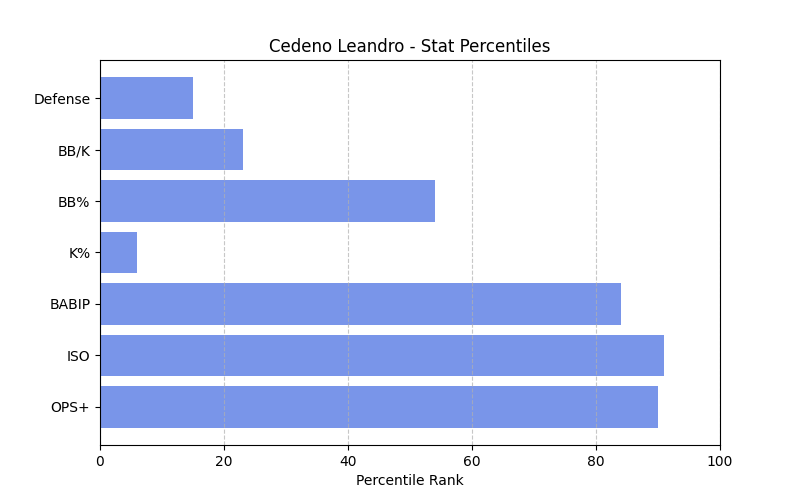 Cedeno Leandro - Stat Percentiles
Defense
BB/K
BB%
K%
BABIP
ISO
OPS+
0 20 40 60 80 100
Percentile Rank